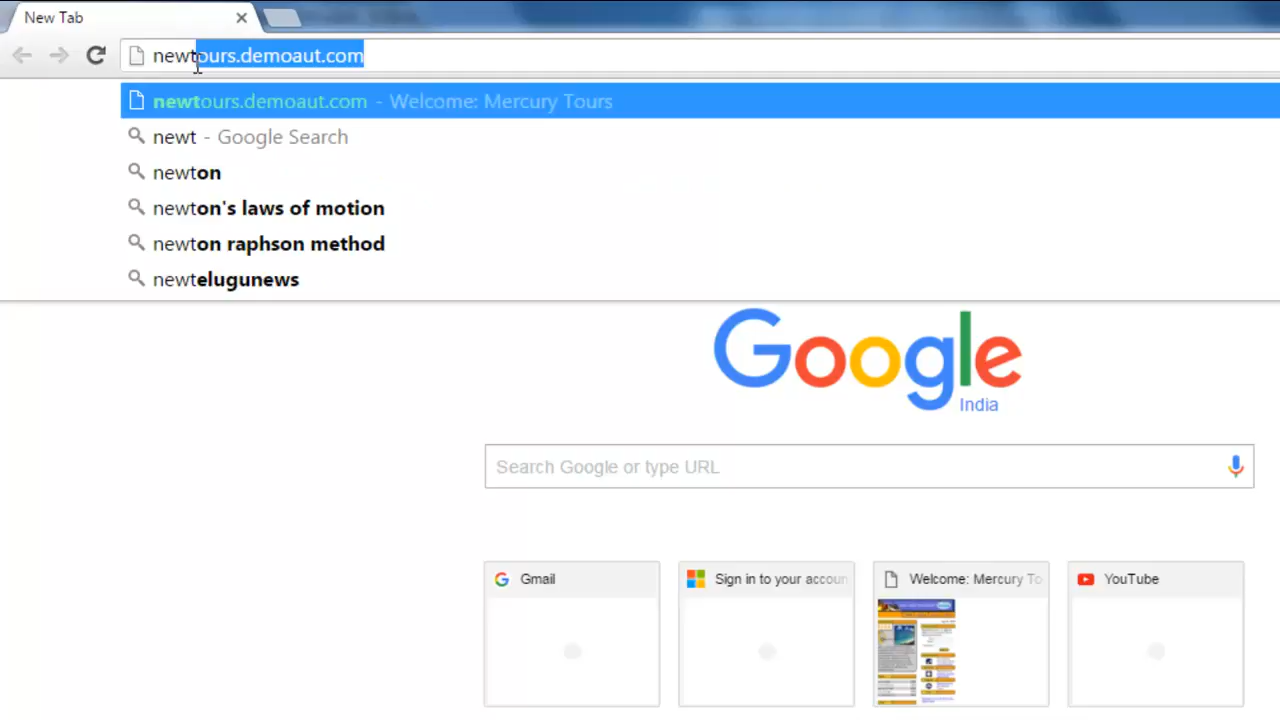 New Tab
newtours.demoaut.com
newtours.demoaut.com - Welcome: Mercury Tours
newt - Google Search
newton
newton's laws of motion
newton raphson method
newtelugunews
Google
India
Search Google or type URL
Gmail
Sign in to your accoun
Welcome: Mercury To
YouTube